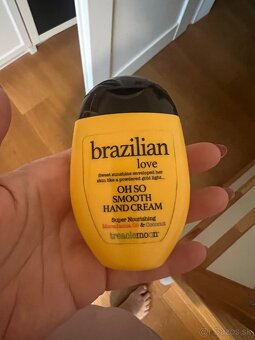 brazilian
love
Sweet sunshine enveloped her
skin like a powdered gold light...
OH SO
SMOOTH
HAND CREAM
Super Nourishing
Macadamia Oil & Coconut
treaclemoon